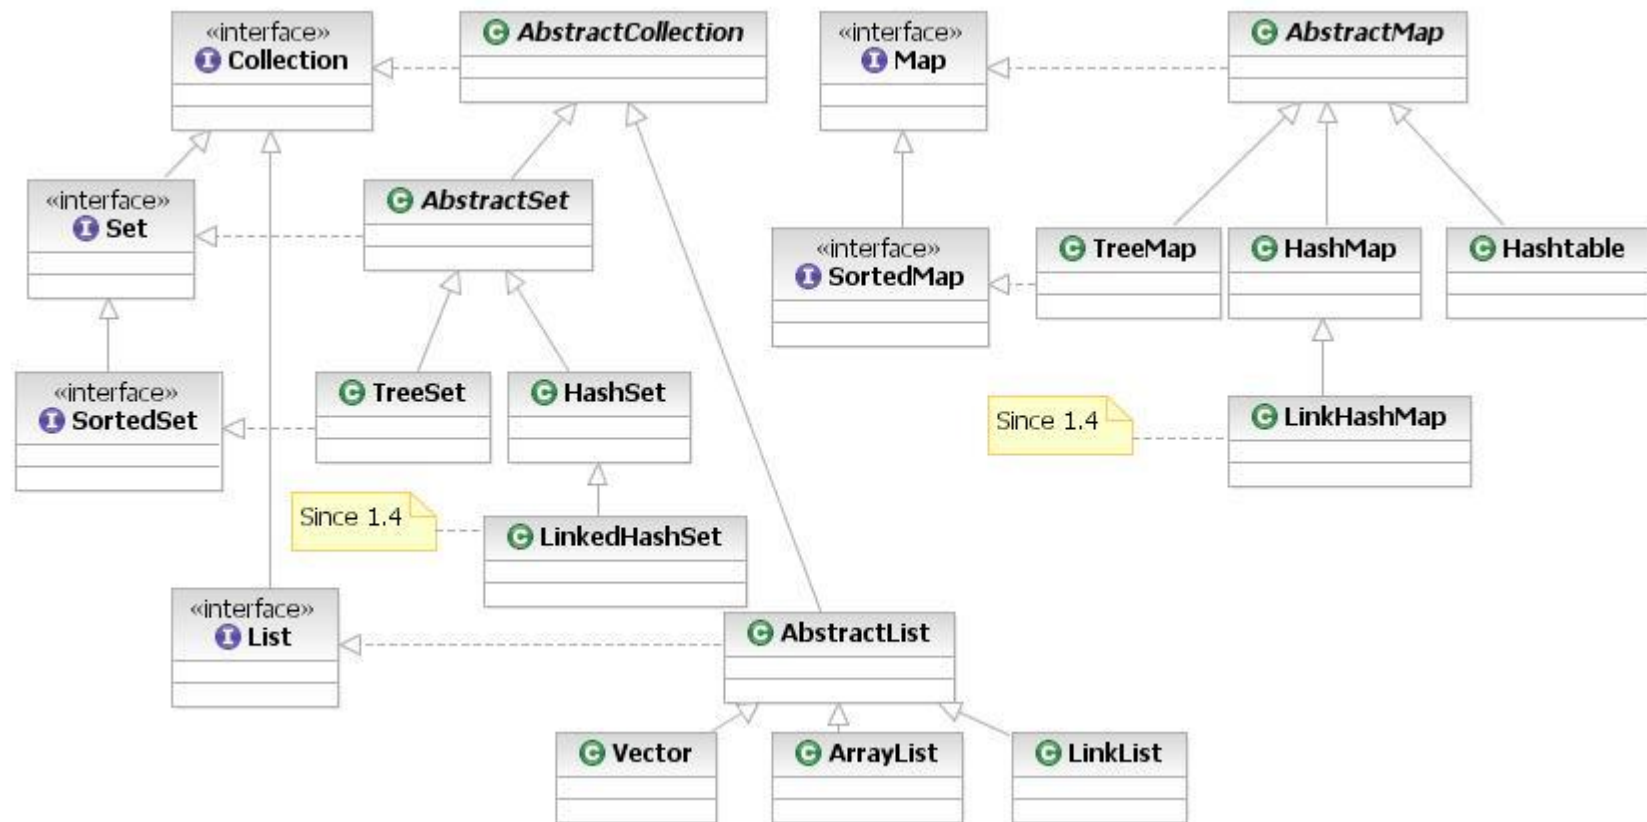 «interface»
I Collection
C AbstractCollection
«interface»
I Map
C AbstractMap
«interface»
I Set
C AbstractSet
«interface»
I SortedMap
C TreeMap
C HashMap
C Hashtable
«interface»
I SortedSet
C TreeSet
C HashSet
Since 1.4
C LinkHashMap
Since 1.4
C LinkedHashSet
«interface»
I List
C AbstractList
C Vector
C ArrayList
C LinkList